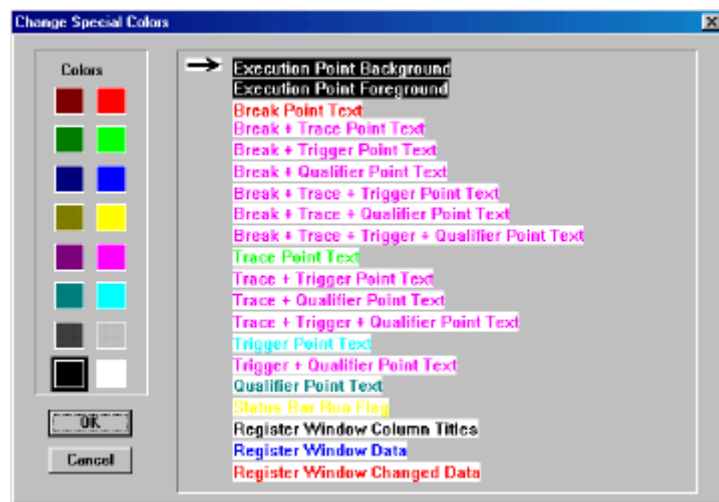 Change Special Colors
Colors
Execution Point Background
Execution Point Foreground
Break Point Text
Break + Trace Point Text
Break + Trigger Point Text
Break + Qualifier Point Text
Break + Trace + Trigger Point Text
Break + Trace + Qualifier Point Text
Break + Trace + Trigger + Qualifier Point Text
Trace Point Text
Trace + Trigger Point Text
Trace + Qualifier Point Text
Trace + Trigger + Qualifier Point Text
Trigger Point Text
Trigger + Qualifier Point Text
Qualifier Point Text
Status Bar Run Flag
Register Window Column Titles
Register Window Data
Register Window Changed Data
OK
Cancel